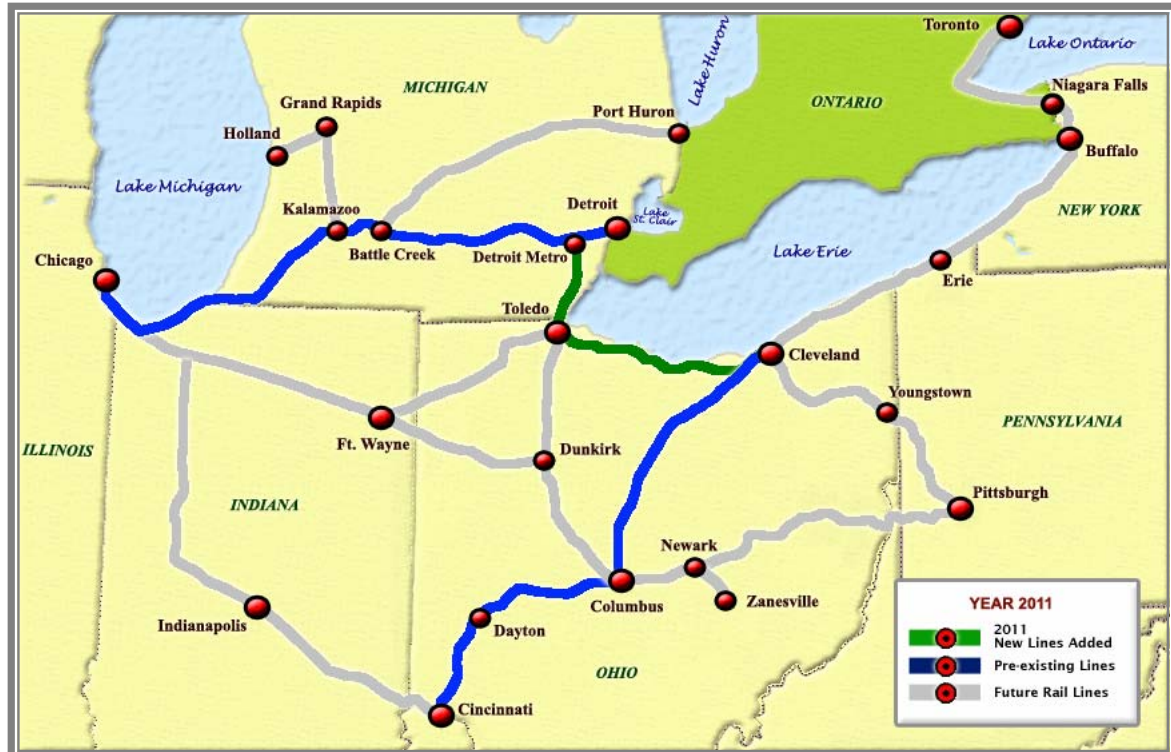 Toronto
Lake Ontario
Lake Huron
MICHIGAN
Niagara Falls
Grand Rapids
ONTARIO
Port Huron
Holland
Buffalo
Lake Michigan
Lake
St. Clair
Kalamazoo
Detroit
NEW YORK
Battle Creek
Detroit Metro
Lake Erie
Chicago
Erie
Toledo
Cleveland
Youngstown
ILLINOIS
Ft. Wayne
Dunkirk
PENNSYLVANIA
INDIANA
Pittsburgh
Newark
Columbus
Zanesville
Indianapolis
Dayton
OHIO
Cincinnati
YEAR 2011
2011
New Lines Added
Pre-existing Lines
Future Rail Lines